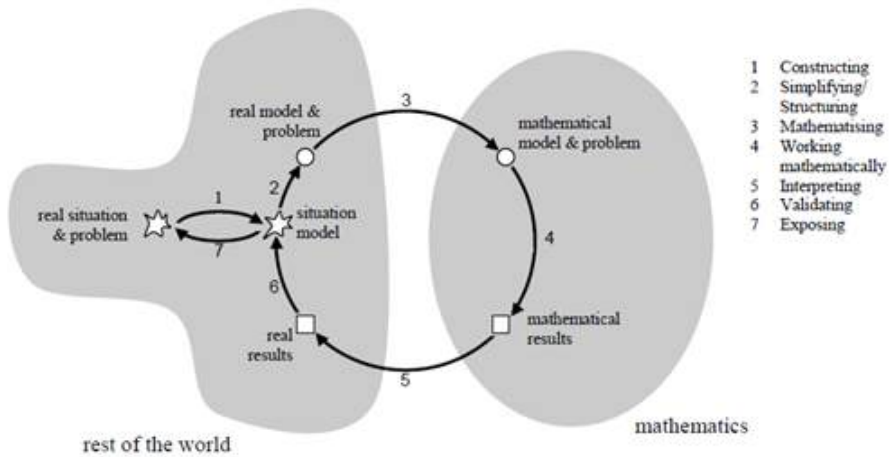 real model &
problem
3
mathematical
model & problem
1
2
real situation
& problem
situation
model
7
4
6
real
results
mathematical
results
5
rest of the world
mathematics
1 Constructing
2 Simplifying/
Structuring
3 Mathematising
4 Working
mathematically
5 Interpreting
6 Validating
7 Exposing